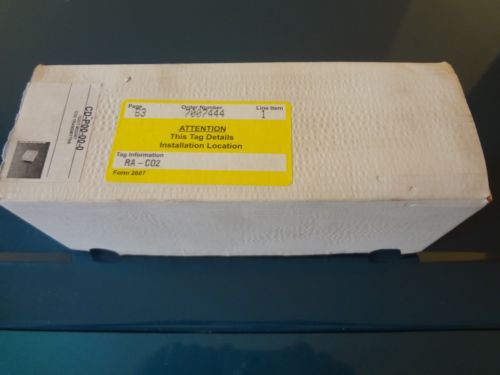 Page Order Number Line Item
63 7007444 1
ATTENTION
This Tag Details
Installation Location
Tag Information
RA-CO2
Form 2607
CD-P00-00-0